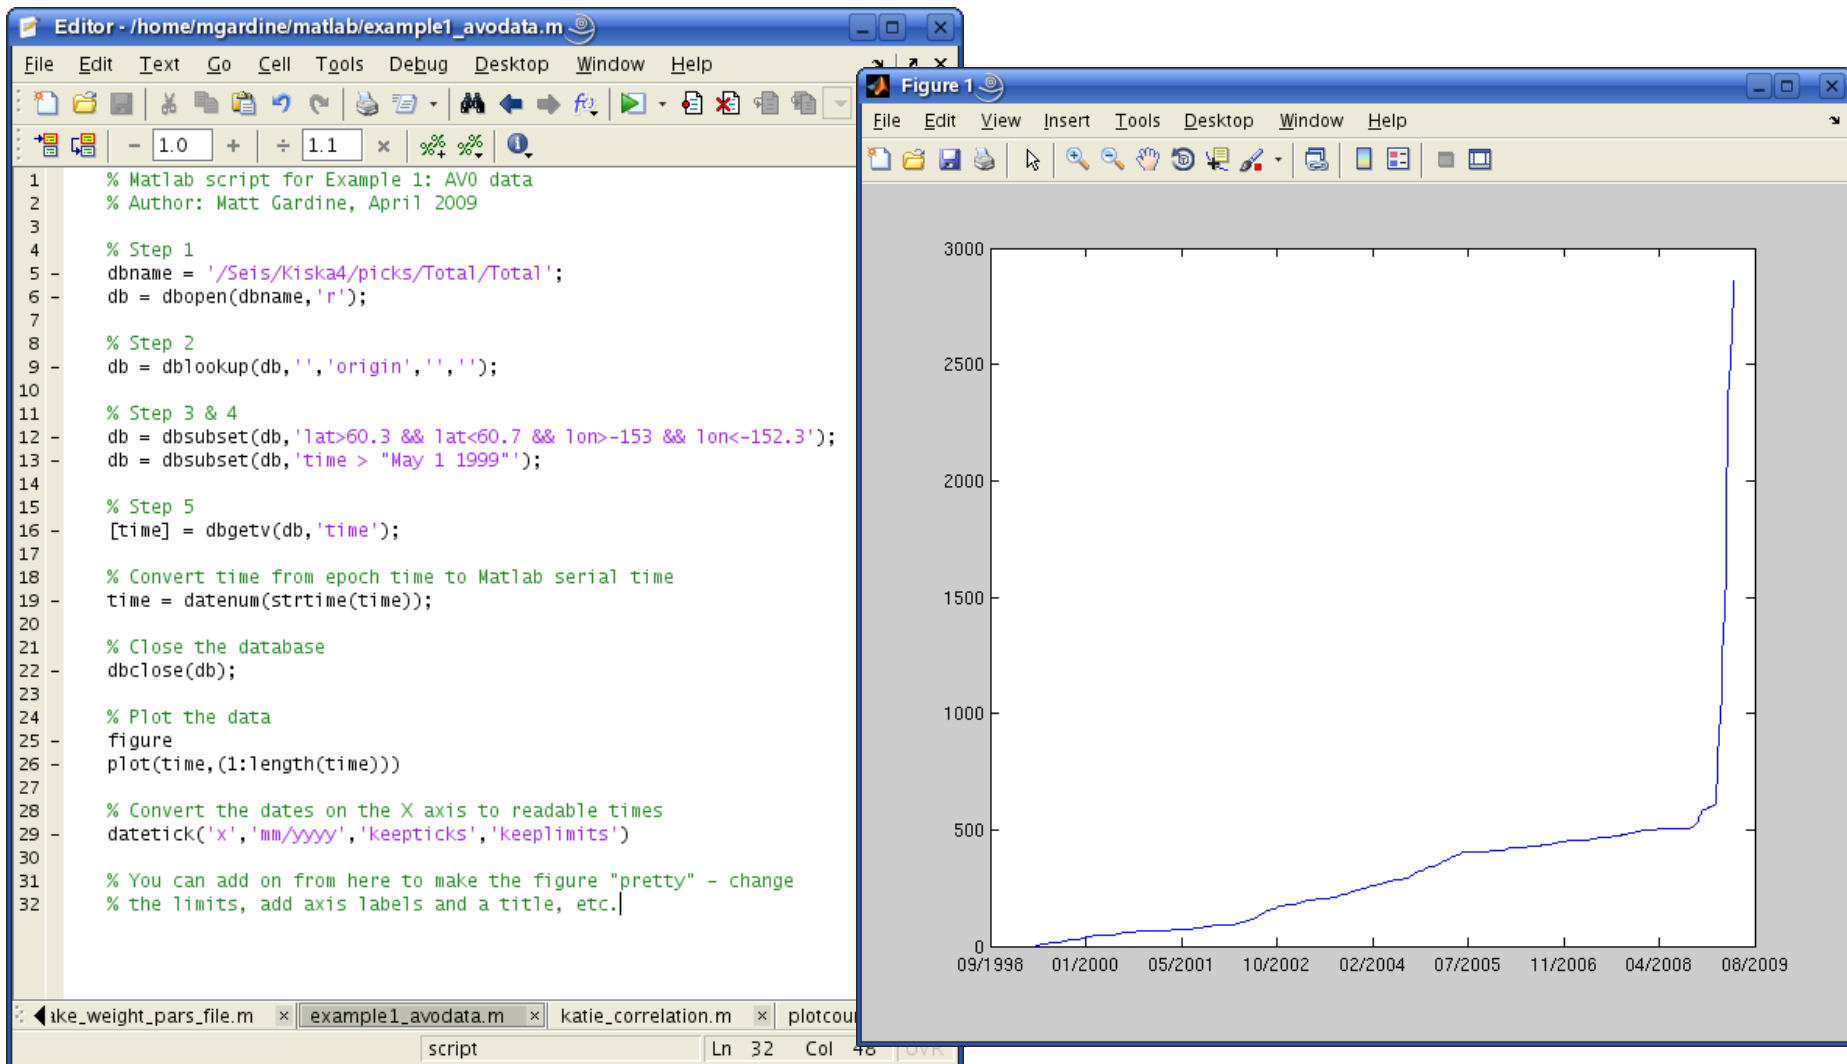 Editor - /home/mgardine/matlab/example1_avodata.m
File Edit Text Go Cell Tools Debug Desktop Window Help
1.0
1.1
1 % Matlab script for Example 1: AVO data
2 % Author: Matt Gardine, April 2009
3
4 % Step 1
5 - dbname = '/Seis/Kiska4/picks/Total/Total';
6 - db = dbopen(dbname,'r');
7
8 % Step 2
9 - db = dblookup(db,'','origin','','');
10
11 % Step 3 & 4
12 - db = dbsubset(db,'lat>60.3 && lat<60.7 && lon>-153 && lon<-152.3');
13 - db = dbsubset(db,'time > "May 1 1999"');
14
15 % Step 5
16 - [time] = dbgetv(db,'time');
17
18 % Convert time from epoch time to Matlab serial time
19 - time = datenum(strtime(time));
20
21 % Close the database
22 - dbclose(db);
23
24 % Plot the data
25 - figure
26 - plot(time,(1:length(time)))
27
28 % Convert the dates on the X axis to readable times
29 - datetick('x','mm/yyyy','keepticks','keeplimits')
30
31 % You can add on from here to make the figure "pretty" - change
32 % the limits, add axis labels and a title, etc.
ake_weight_pars_file.m example1_avodata.m katie_correlation.m plotcou
script Ln 32 Col 48 OVR
Figure 1
File Edit View Insert Tools Desktop Window Help
3000
2500
2000
1500
1000
500
0
09/1998 01/2000 05/2001 10/2002 02/2004 07/2005 11/2006 04/2008 08/2009